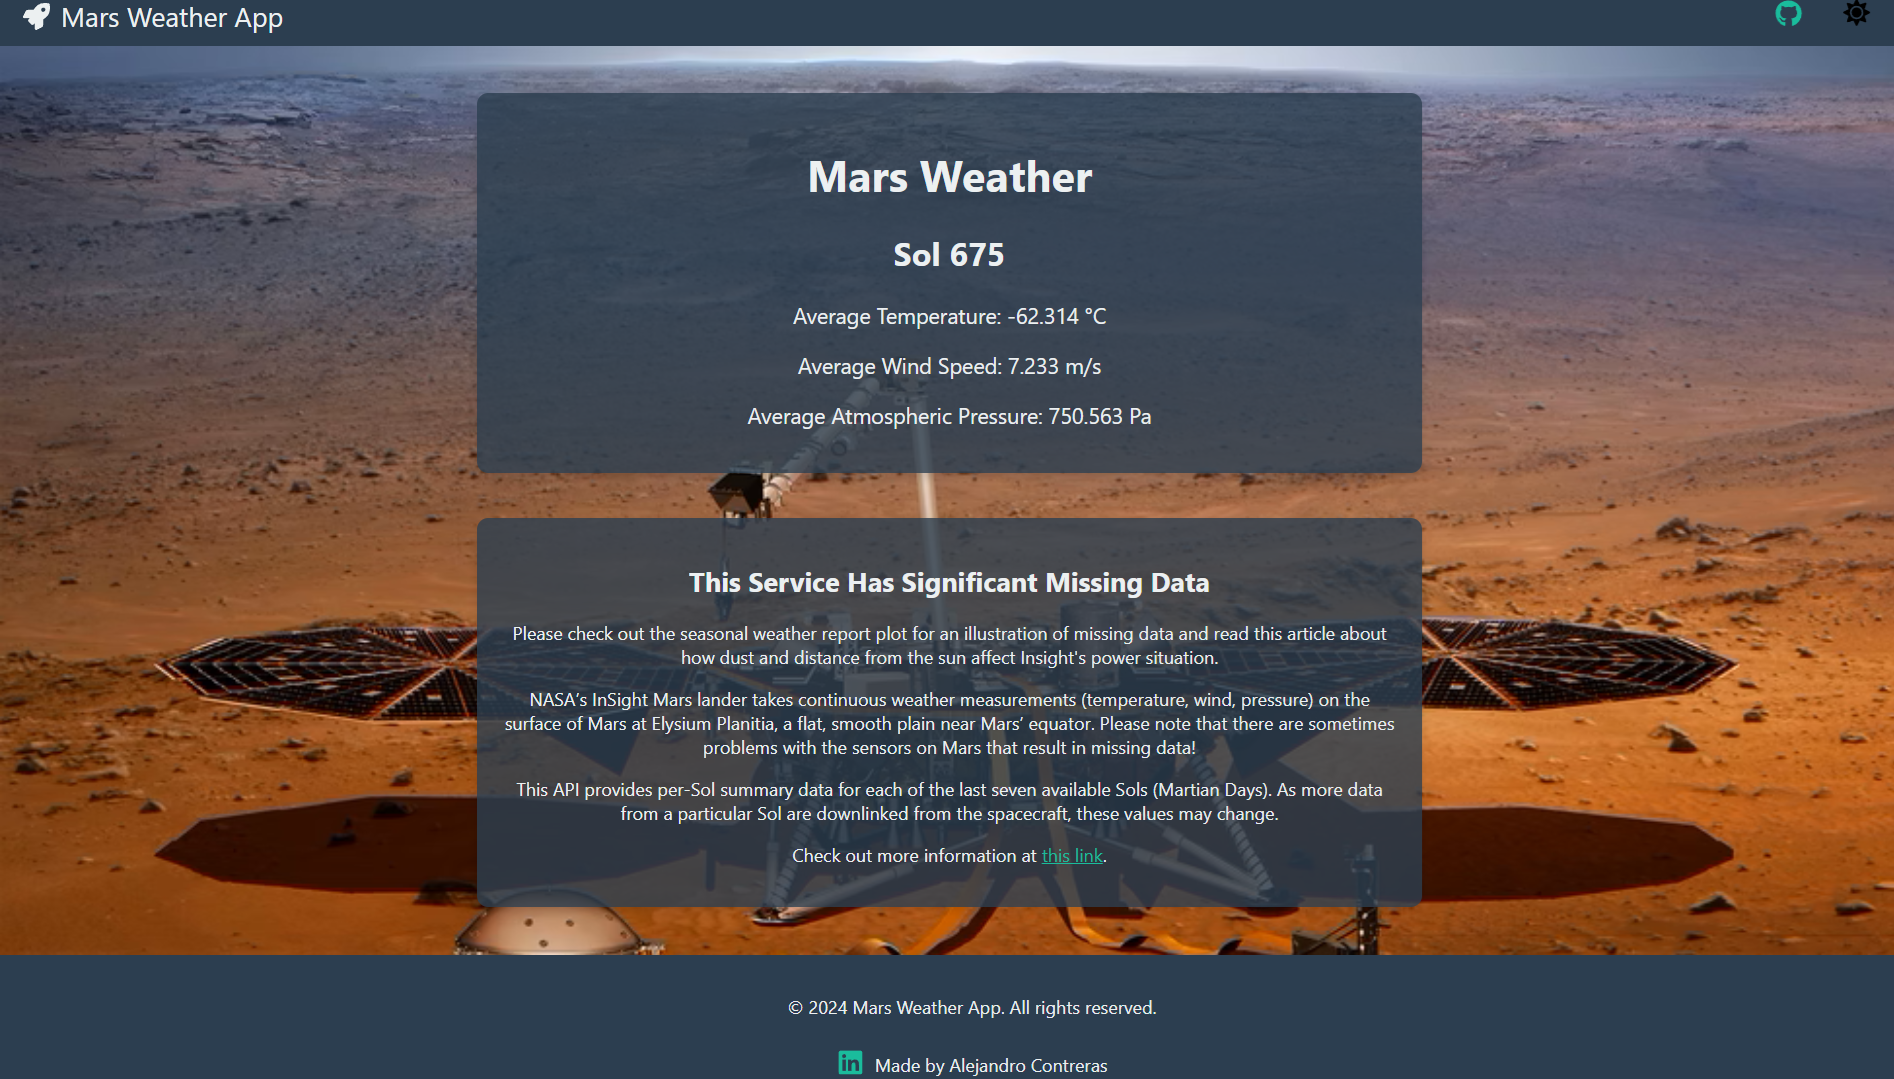 Mars Weather App
Mars Weather
Sol 675
Average Temperature: -62.314 °C
Average Wind Speed: 7.233 m/s
Average Atmospheric Pressure: 750.563 Pa
This Service Has Significant Missing Data
Please check out the seasonal weather report plot for an illustration of missing data and read this article about
how dust and distance from the sun affect Insight's power situation.
NASA’s InSight Mars lander takes continuous weather measurements (temperature, wind, pressure) on the
surface of Mars at Elysium Planitia, a flat, smooth plain near Mars’ equator. Please note that there are sometimes
problems with the sensors on Mars that result in missing data!
This API provides per-Sol summary data for each of the last seven available Sols (Martian Days). As more data
from a particular Sol are downlinked from the spacecraft, these values may change.
Check out more information at this link.
© 2024 Mars Weather App. All rights reserved.
in Made by Alejandro Contreras